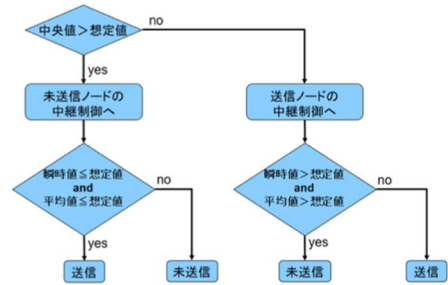 中央値＞想定値
no
yes
未送信ノードの
中継制御へ
送信ノードの
中継制御へ
瞬時値≦想定値
and
平均値≦想定値
no
瞬時値＞想定値
and
平均値＞想定値
no
yes
yes
送信
未送信
未送信
送信